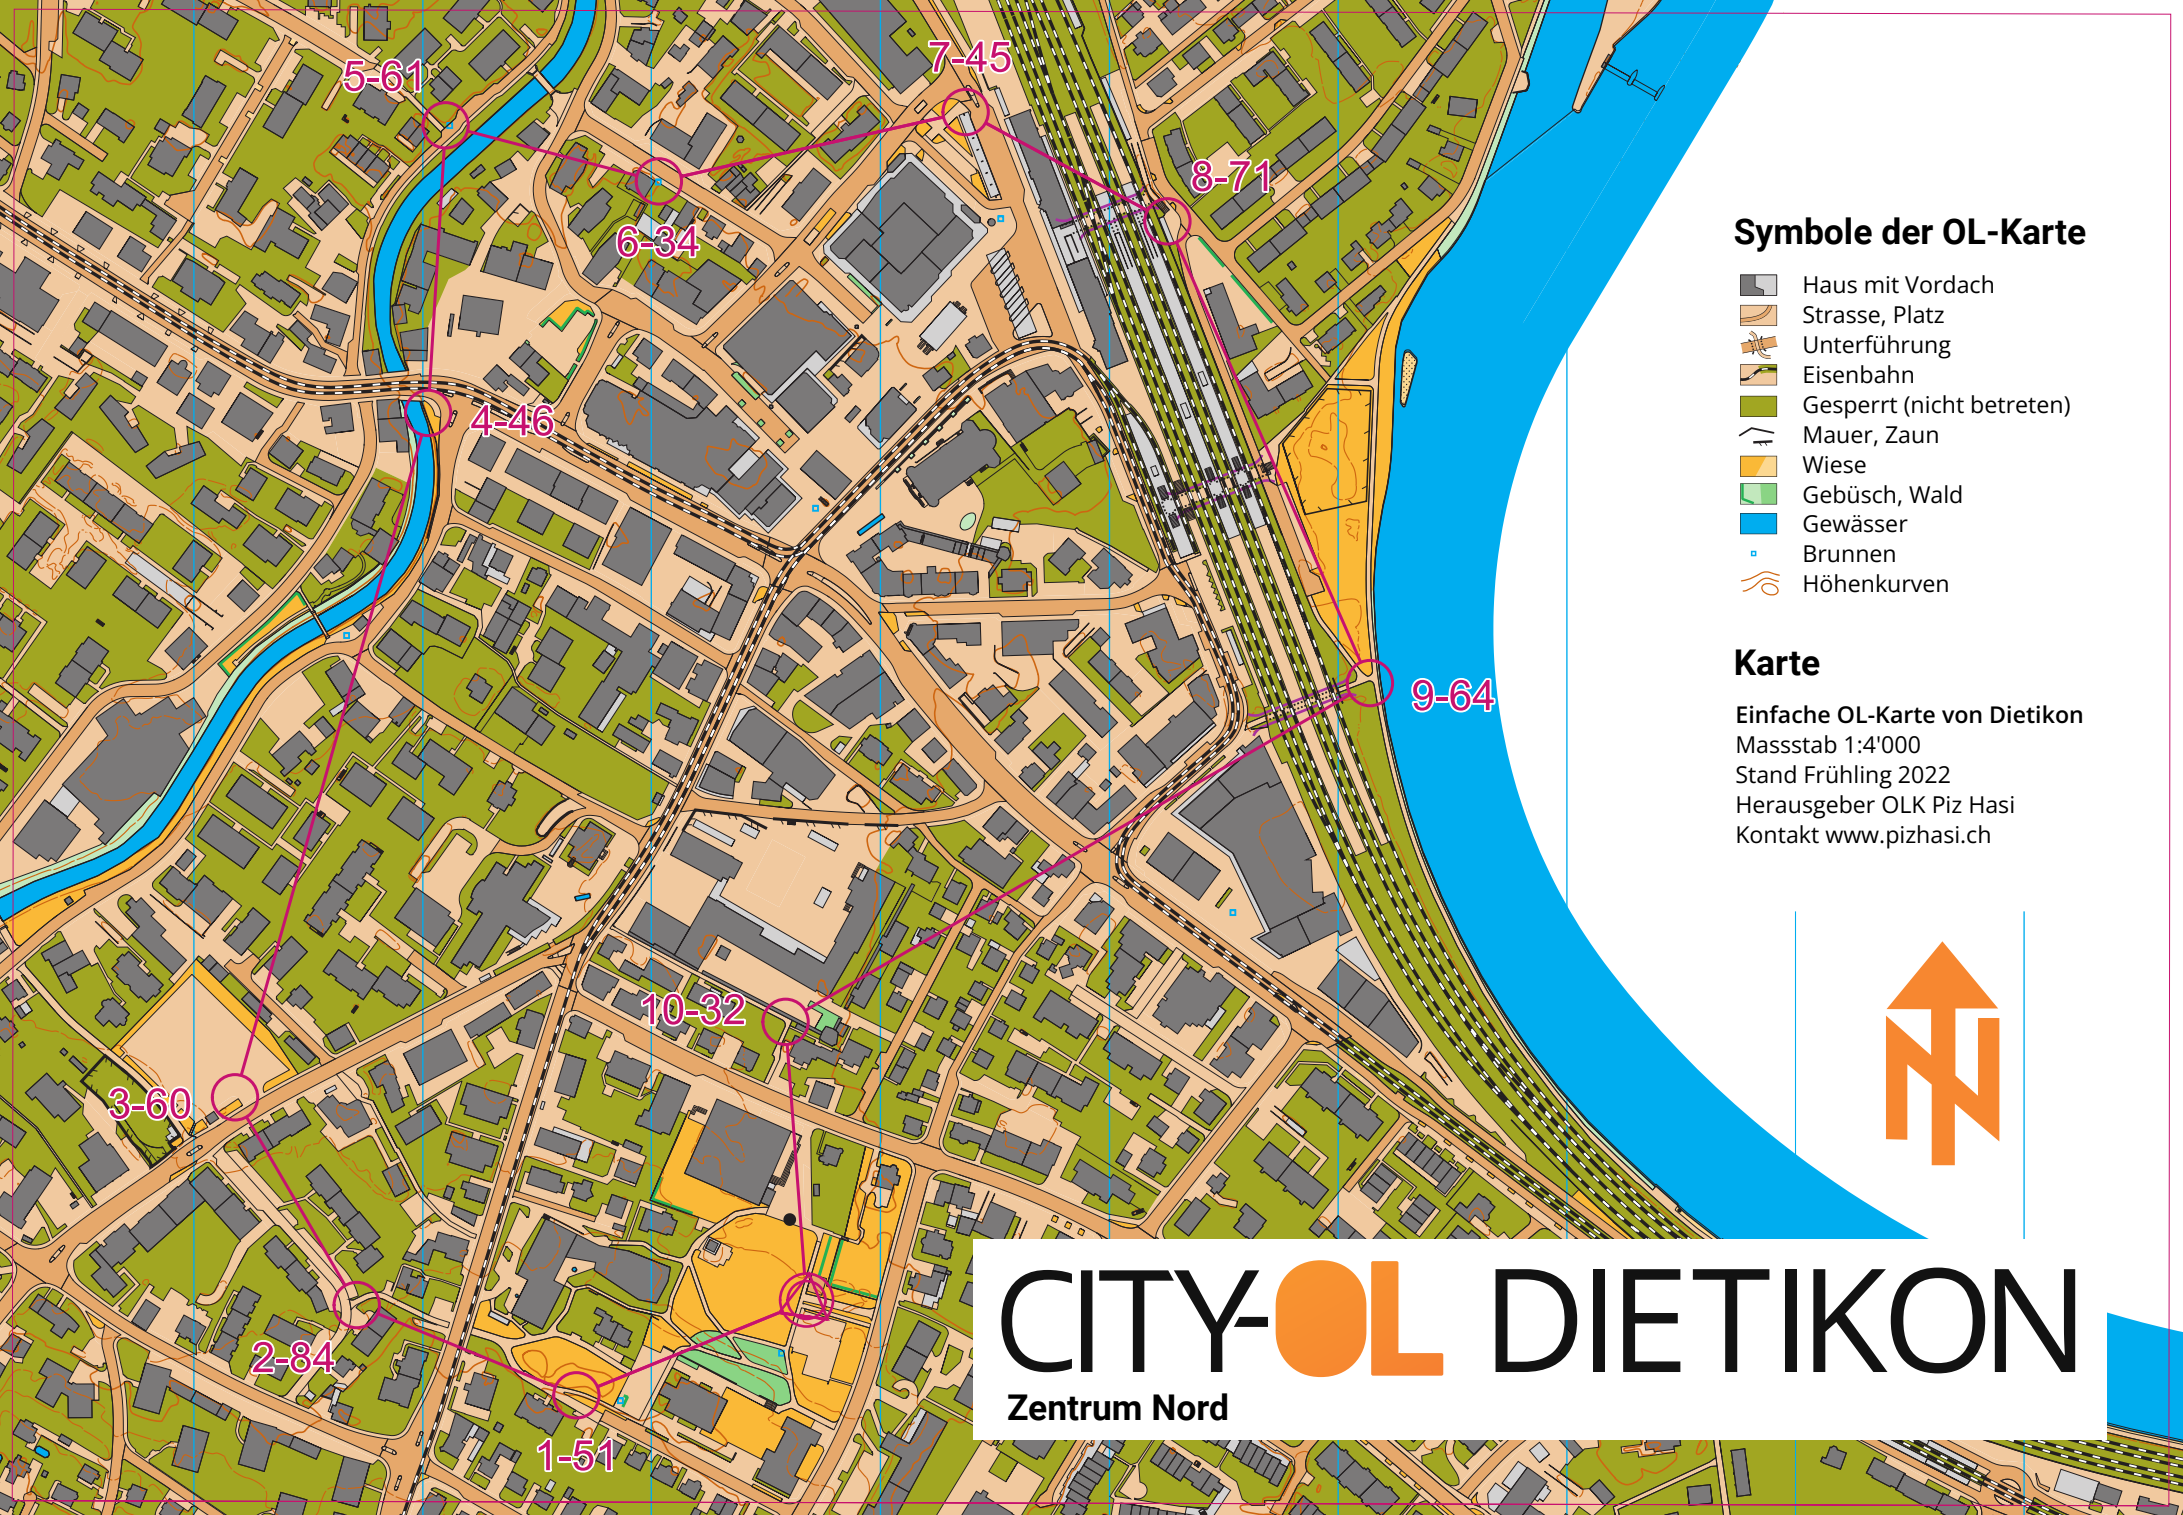 5-61
7-45
8-71
6-34
4-46
9-64
10-32
3-60
2-84
1-51
Symbole der OL-Karte
Haus mit Vordach
Strasse, Platz
Unterführung
Eisenbahn
Gesperrt (nicht betreten)
Mauer, Zaun
Wiese
Gebüsch, Wald
Gewässer
Brunnen
Höhenkurven
Karte
Einfache OL-Karte von Dietikon
Massstab 1:4'000
Stand Frühling 2022
Herausgeber OLK Piz Hasi
Kontakt www.pizhasi.ch
N
CITY-OL DIETIKON
Zentrum Nord